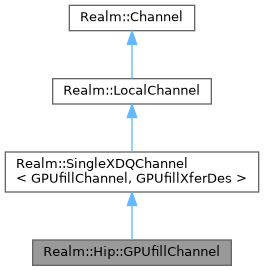 Realm::Channel
Realm::LocalChannel
Realm::SingleXDQChannel
< GPUfillChannel, GPUfillXferDes >
Realm::Hip::GPUfillChannel